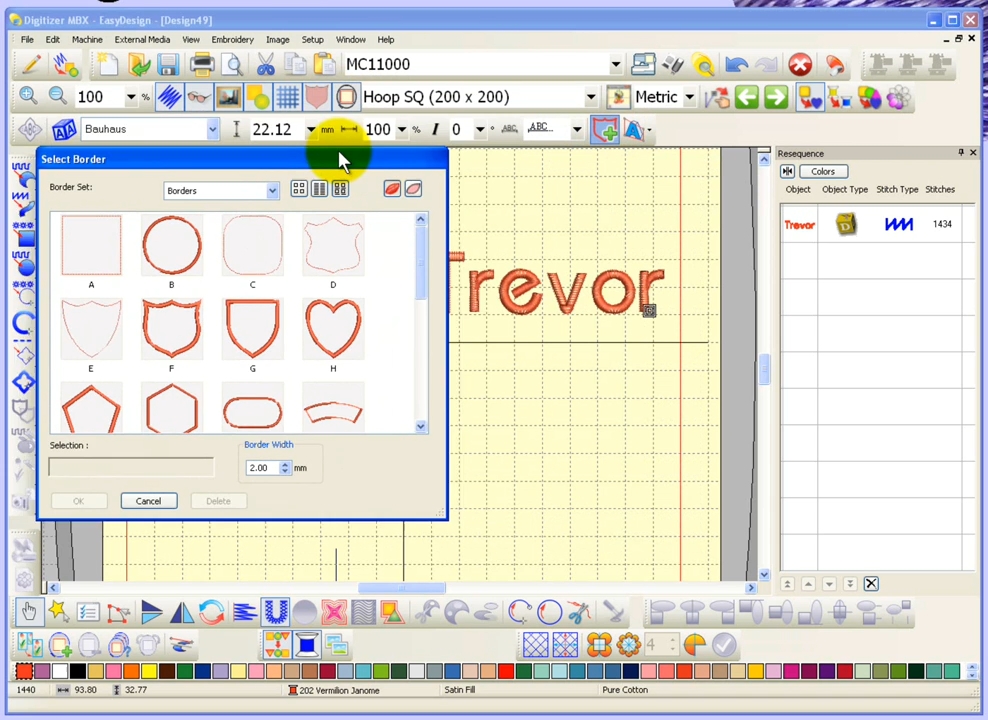 Digitizer MBX - EasyDesign - [Design49]
File Edit Machine External Media View Embroidery Image Setup Window Help
MC11000
100 % Hoop SQ (200 x 200) Metric
Bauhaus 22.12 mm 100 % I 0 ° ABC ABC...
Select Border
Border Set: Borders
A B C D
E F G H
Selection :
Border Width
2.00 mm
OK Cancel Delete
Trevor
Resequence
Colors
Object Object Type Stitch Type Stitches
Trevor D 1434
4
1440 93.80 32.77 202 Vermilion Janome Satin Fill Pure Cotton